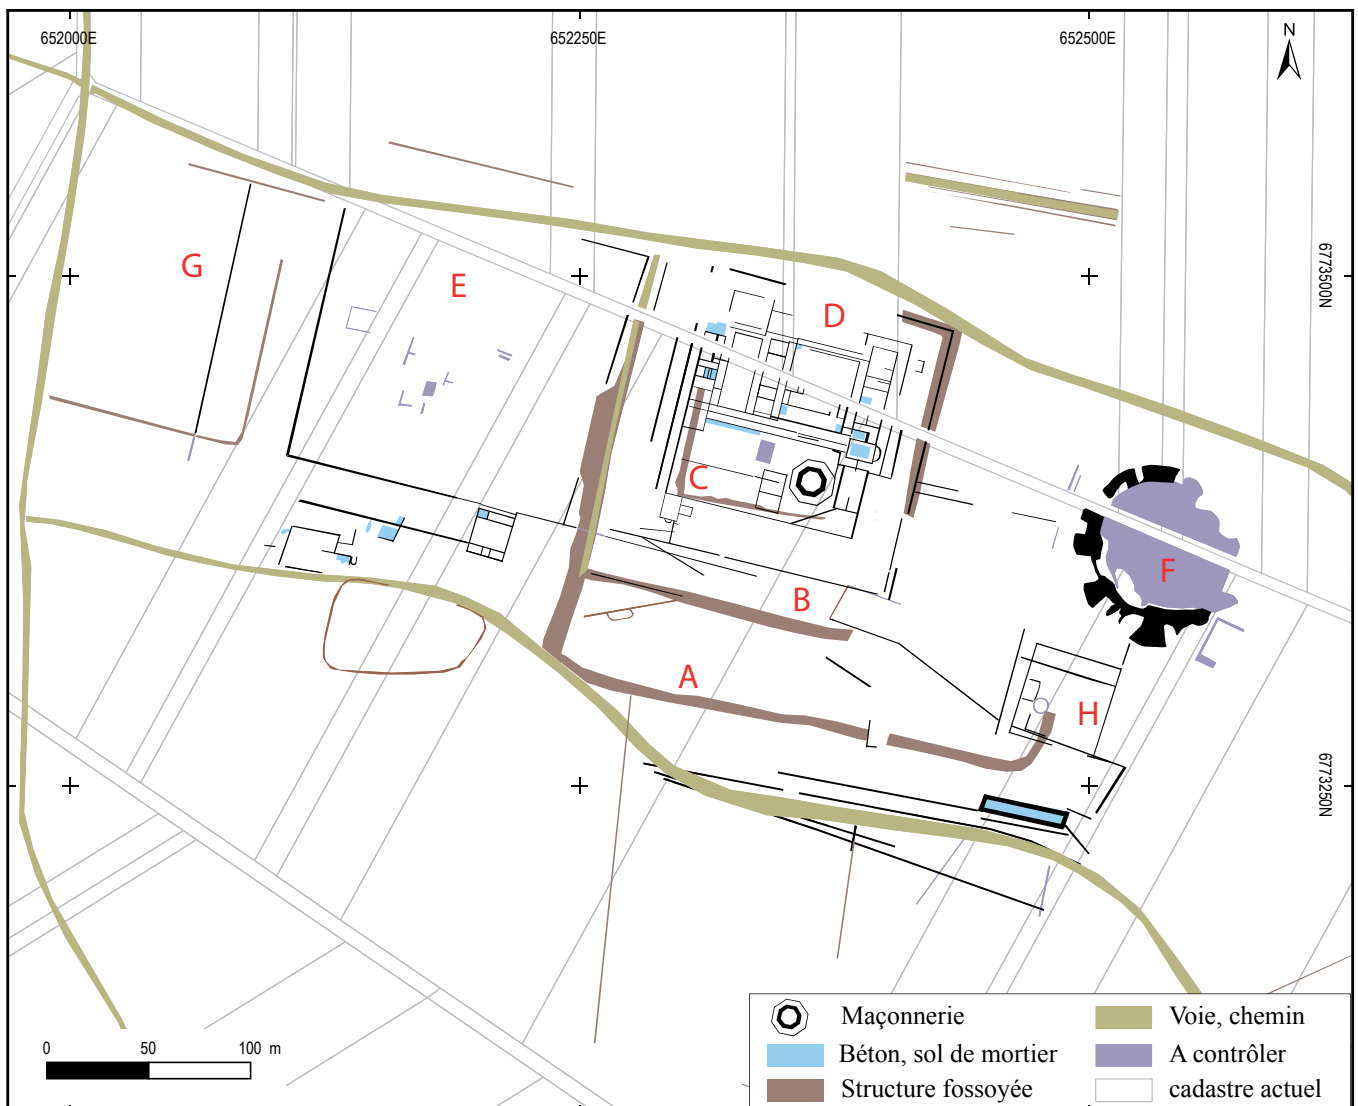 652000E
652250E
652500E
N
6773500N
G
E
D
C
F
B
A
H
6773250N
0 50 100 m
Maçonnerie
Voie, chemin
Béton, sol de mortier
A contrôler
Structure fossoyée
cadastre actuel